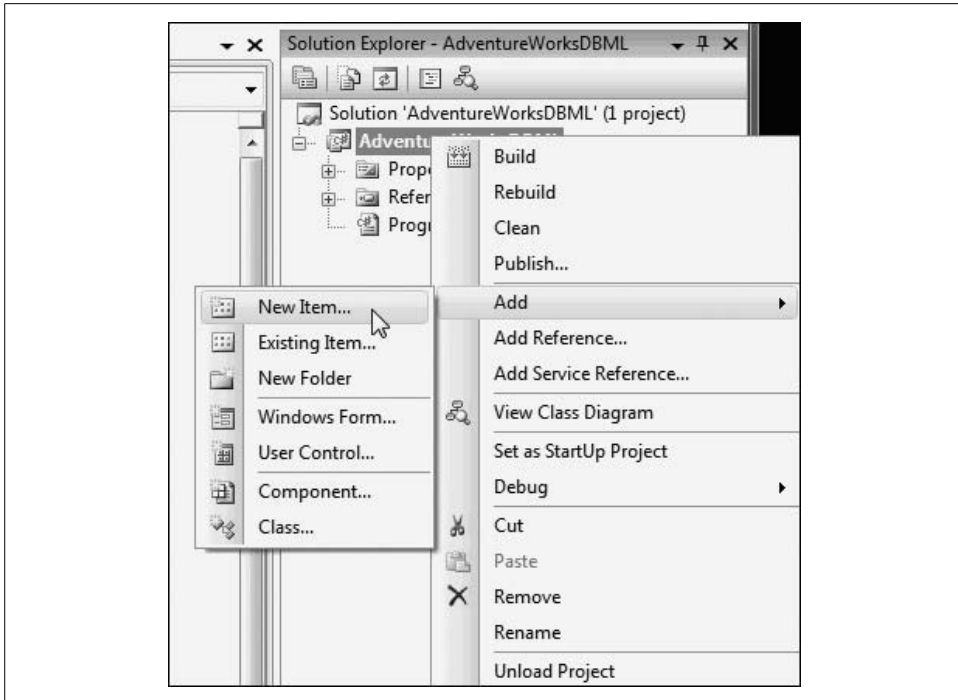 Solution Explorer - AdventureWorksDBML
Solution 'AdventureWorksDBML' (1 project)
Build
Rebuild
Clean
Publish...
Add
Add Reference...
Add Service Reference...
View Class Diagram
Set as StartUp Project
Debug
Cut
Paste
Remove
Rename
Unload Project
New Item...
Existing Item...
New Folder
Windows Form...
User Control...
Component...
Class...